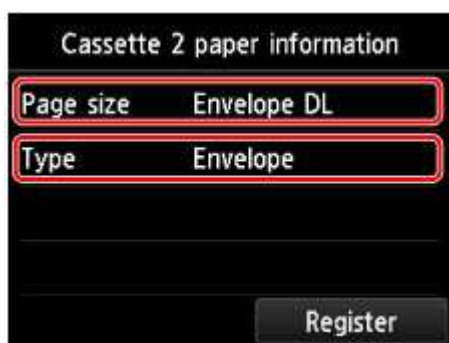 Cassette 2 paper information
Page size Envelope DL
Type Envelope
Register